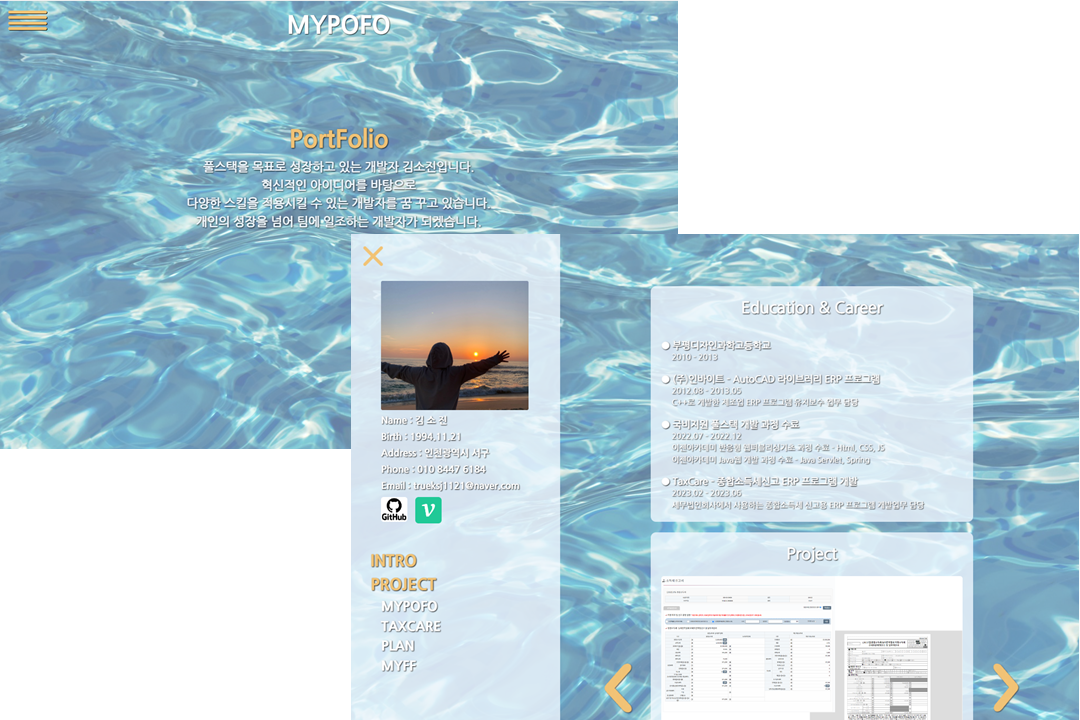 MYPOFO
PortFolio
풀스택을 목표로 성장하고 있는 개발자 김소진입니다.
혁신적인 아이디어를 바탕으로
다양한 스킬을 적용시킬 수 있는 개발자를 꿈 꾸고 있습니다.
개인의 성장을 넘어 팀에 일조하는 개발자가 되겠습니다.
Name : 김 소 진
Birth : 1994.11.21
Address : 인천광역시 서구
Phone : 010 8447 6184
Email : trueksj1121@naver.com
GitHub
INTRO
PROJECT
MYPOFO
TAXCARE
PLAN
MYFF
Education & Career
부평디자인과학고등학교
2010 - 2013
(주)인바이트 - AutoCAD 라이브러리 ERP 프로그램
2012.08 - 2013.05
C++로 개발한 제조업 ERP 프로그램 유지보수 업무 담당
국비지원 풀스택 개발 과정 수료
2022.07 - 2022.12
이젠아카데미 반응형 웹퍼블리싱기초 과정 수료 - Html, CSS, JS
이젠아카데미 Java웹 개발 과정 수료 - Java Servlet, Spring
TaxCare - 종합소득세신고 ERP 프로그램 개발
2023.02 - 2023.06
세무법인회사에서 사용하는 종합소득세 신고용 ERP 프로그램 개발업무 담당
Project